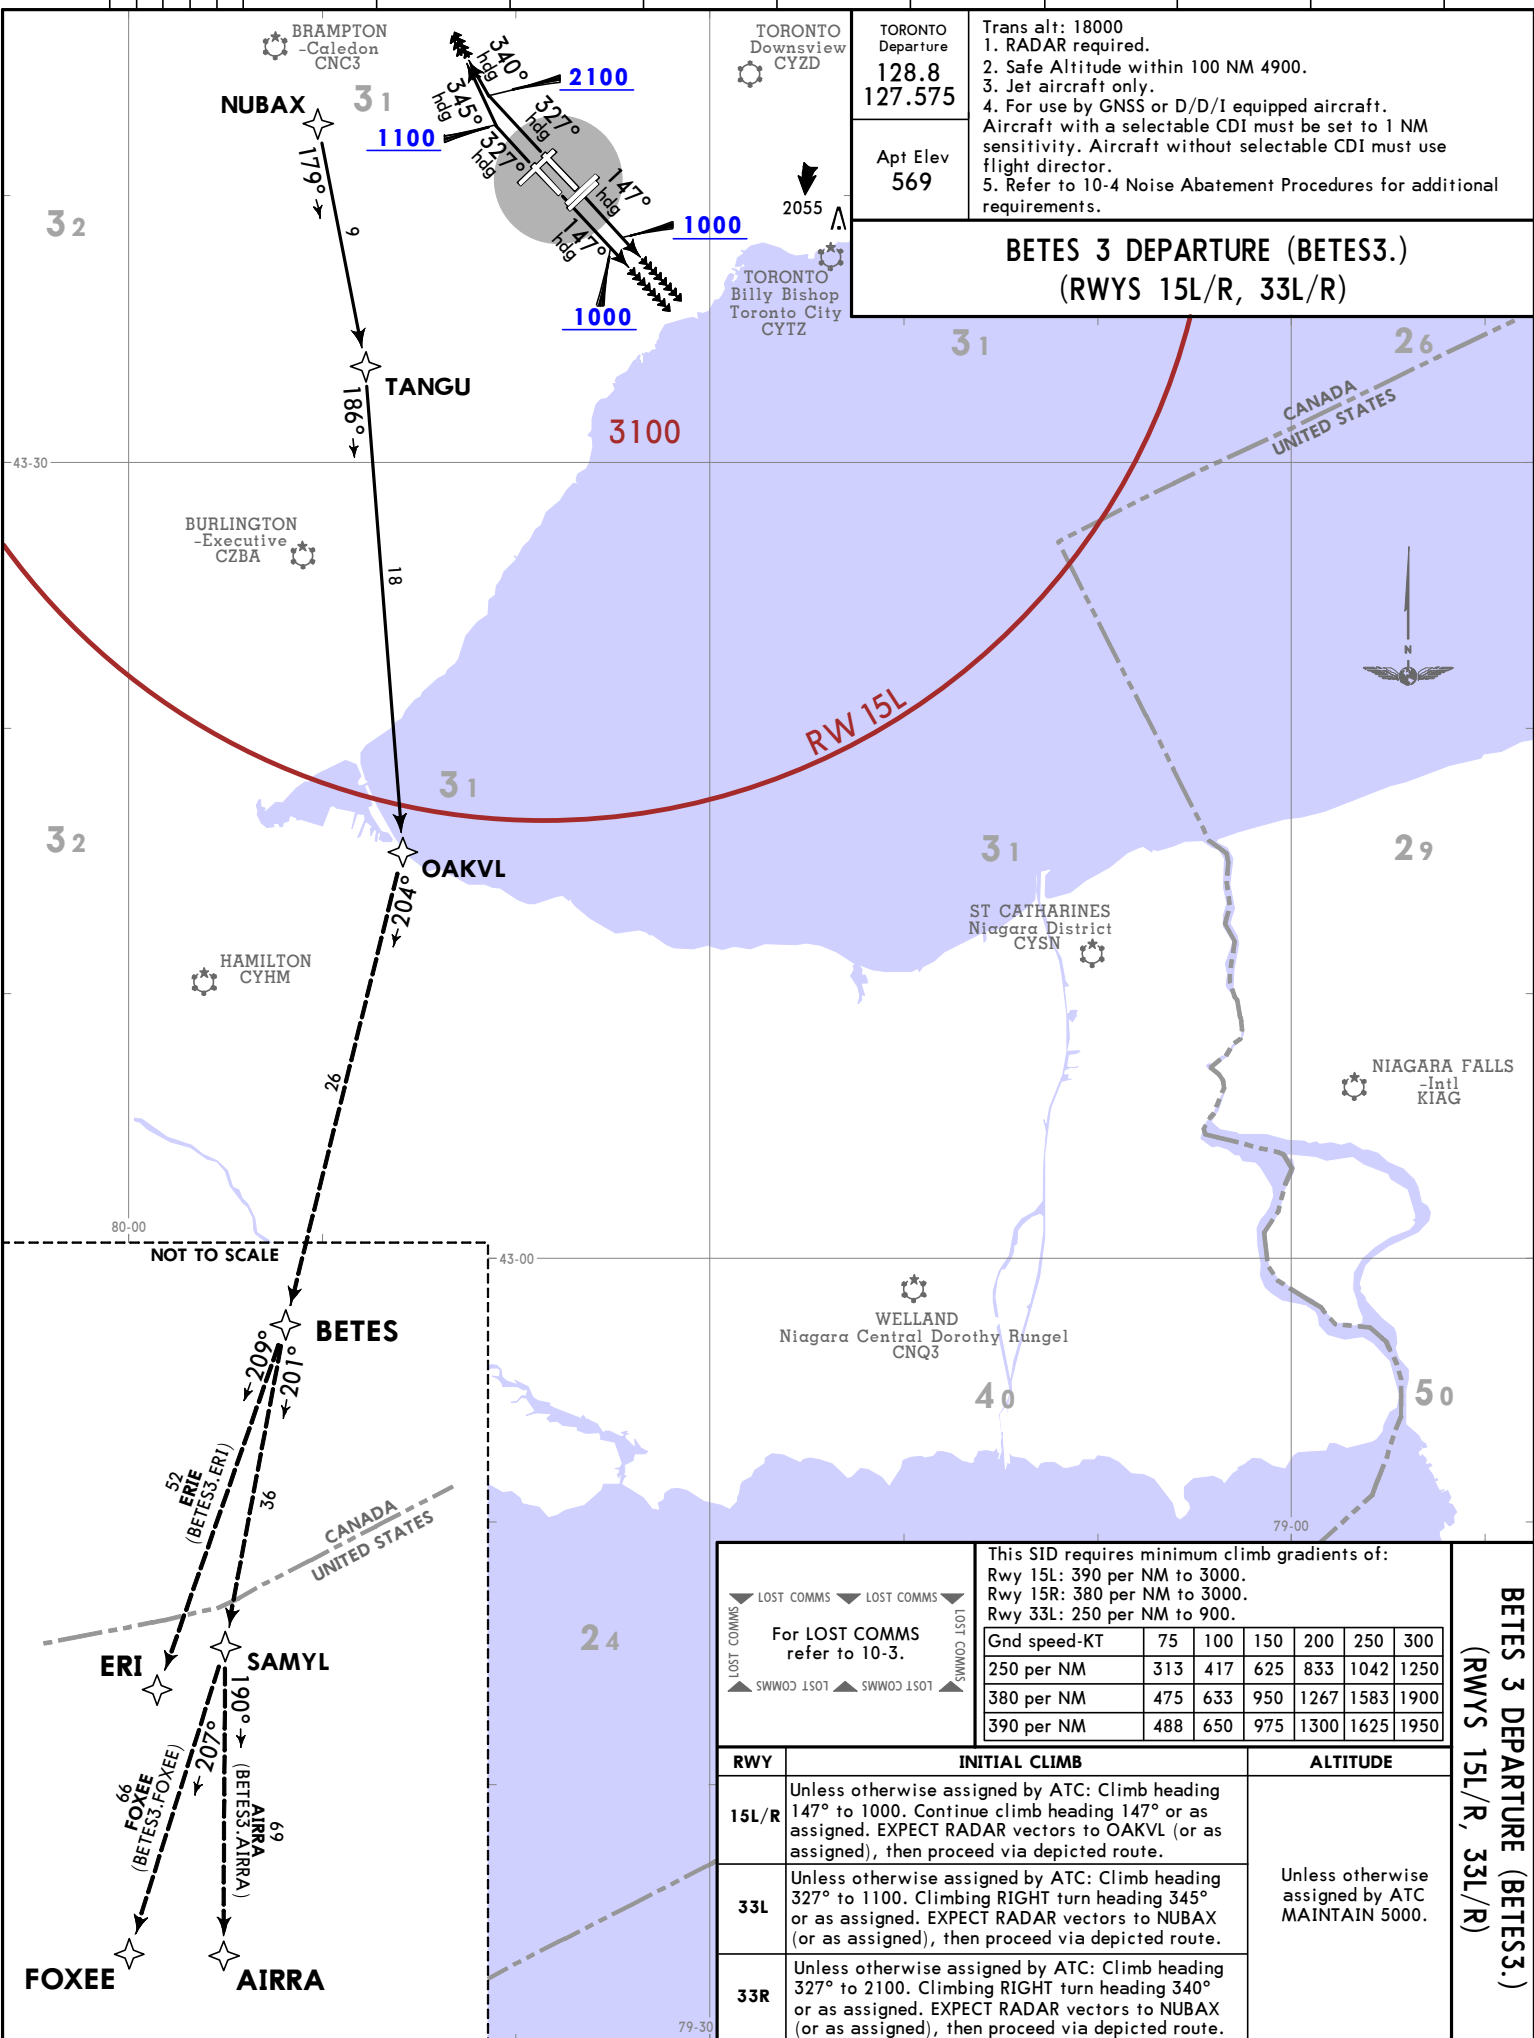 BRAMPTON
-Caledon
CNC3
NUBAX
31
340°
hdg
2100
345°
hdg
1100
327°
hdg
327°
hdg
147°
hdg
1000
147°
hdg
1000
TORONTO
Downsview
CYZD
2055
TORONTO
Billy Bishop
Toronto City
CYTZ
TORONTO
Departure
128.8
127.575
Apt Elev
569
Trans alt: 18000
1. RADAR required.
2. Safe Altitude within 100 NM 4900.
3. Jet aircraft only.
4. For use by GNSS or D/D/I equipped aircraft.
Aircraft with a selectable CDI must be set to 1 NM
sensitivity. Aircraft without selectable CDI must use
flight director.
5. Refer to 10-4 Noise Abatement Procedures for additional
requirements.
BETES 3 DEPARTURE (BETES3.)
(RWYS 15L/R, 33L/R)
179°
9
32
TANGU
186°
3100
31
26
CANADA
UNITED STATES
43-30
BURLINGTON
-Executive
CZBA
18
N
RW 15L
31
32
31
29
OAKVL
204°
HAMILTON
CYHM
ST CATHARINES
Niagara District
CYSN
26
NIAGARA FALLS
-Intl
KIAG
80-00
NOT TO SCALE
43-00
BETES
209°
201°
WELLAND
Niagara Central Dorothy Rungel
CNQ3
40
50
52
ERIE
(BETES3.ERI)
36
CANADA
UNITED STATES
79-00
ERI
SAMYL
24
190°
207°
66
FOXEE
(BETES3.FOXEE)
69
AIRRA
(BETES3.AIRRA)
FOXEE
AIRRA
79-30
LOST COMMS LOST COMMS
LOST COMMS
For LOST COMMS
refer to 10-3.
LOST COMMS
LOST COMMS LOST COMMS
This SID requires minimum climb gradients of:
Rwy 15L: 390 per NM to 3000.
Rwy 15R: 380 per NM to 3000.
Rwy 33L: 250 per NM to 900.
Gnd speed-KT 75 100 150 200 250 300
250 per NM 313 417 625 833 1042 1250
380 per NM 475 633 950 1267 1583 1900
390 per NM 488 650 975 1300 1625 1950
RWY INITIAL CLIMB ALTITUDE
15L/R
Unless otherwise assigned by ATC: Climb heading
147° to 1000. Continue climb heading 147° or as
assigned. EXPECT RADAR vectors to OAKVL (or as
assigned), then proceed via depicted route.
33L
Unless otherwise assigned by ATC: Climb heading
327° to 1100. Climbing RIGHT turn heading 345°
or as assigned. EXPECT RADAR vectors to NUBAX
(or as assigned), then proceed via depicted route.
33R
Unless otherwise assigned by ATC: Climb heading
327° to 2100. Climbing RIGHT turn heading 340°
or as assigned. EXPECT RADAR vectors to NUBAX
(or as assigned), then proceed via depicted route.
Unless otherwise
assigned by ATC
MAINTAIN 5000.
BETES 3 DEPARTURE (BETES3.)
(RWYS 15L/R, 33L/R)